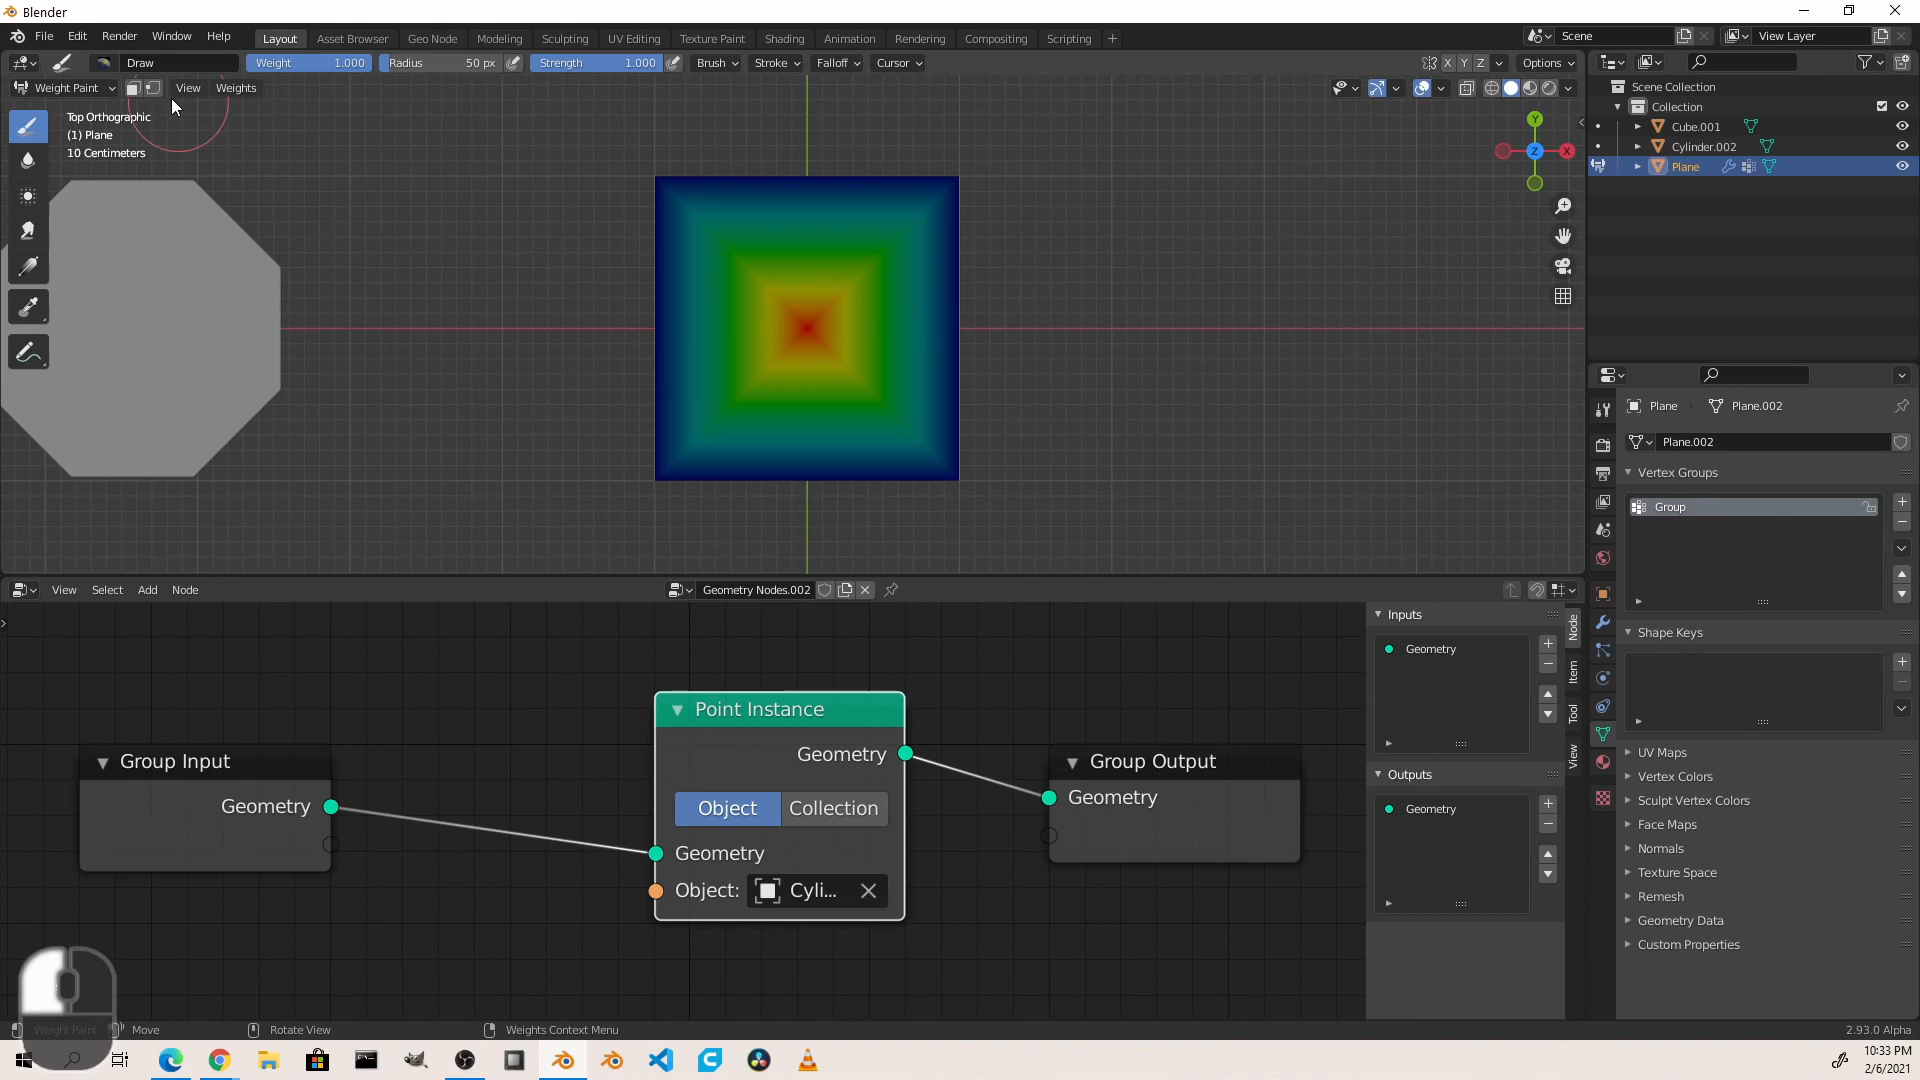 Blender
File Edit Render Window Help
Layout Asset Browser Geo Node Modeling Sculpting UV Editing Texture Paint Shading Animation Rendering Compositing Scripting +
Scene
View Layer
Draw
Weight 1.000
Radius 50 px
Strength 1.000
Brush Stroke Falloff Cursor
X Y Z
Options
Weight Paint
View Weights
Top Orthographic
(1) Plane
10 Centimeters
Y
Z
X
Scene Collection
Collection
Cube.001
Cylinder.002
Plane
Plane
Plane.002
Plane.002
Vertex Groups
Group
Shape Keys
UV Maps
Vertex Colors
Sculpt Vertex Colors
Face Maps
Normals
Texture Space
Remesh
Geometry Data
Custom Properties
View Select Add Node
Geometry Nodes.002
Group Input
Geometry
Point Instance
Geometry
Object Collection
Geometry
Object: Cyli...
Group Output
Geometry
Inputs
Geometry
Outputs
Geometry
Node
Item
Tool
View
Weight Paint
Move
Rotate View
Weights Context Menu
2.93.0 Alpha
10:33 PM
2/6/2021